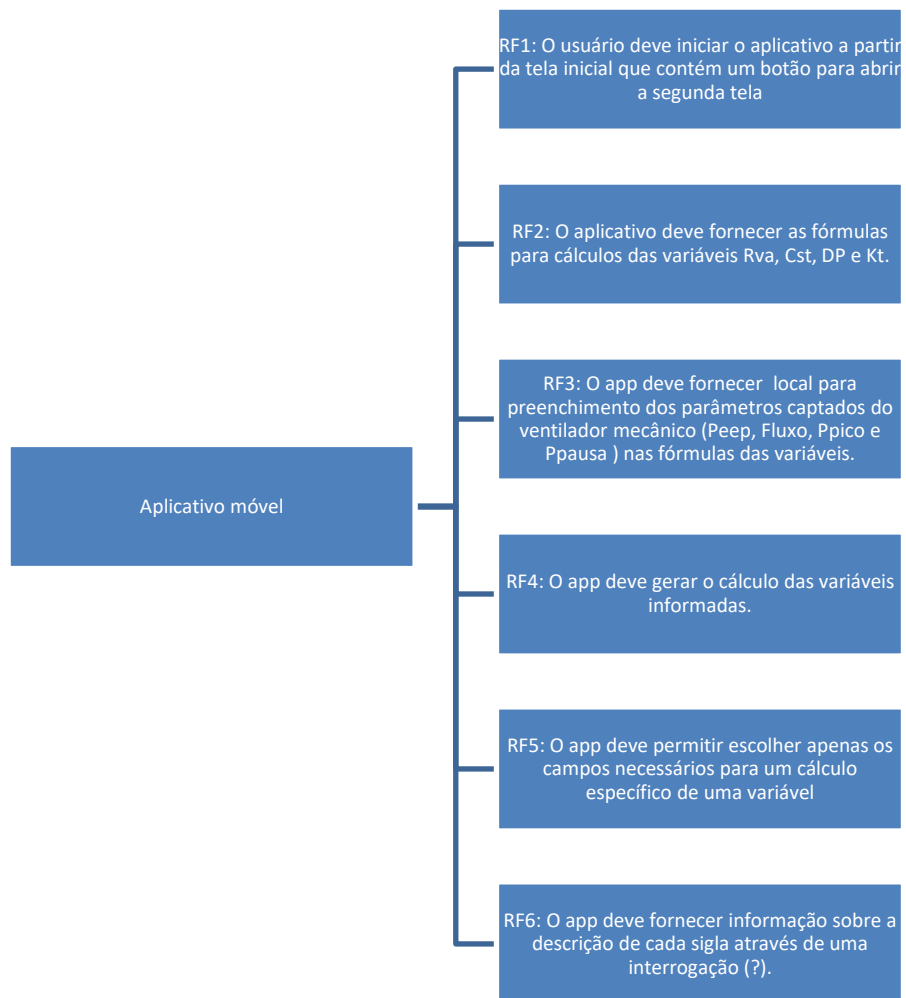 RF1: O usuário deve iniciar o aplicativo a partir
da tela inicial que contém um botão para abrir
a segunda tela
RF2: O aplicativo deve fornecer as fórmulas
para cálculos das variáveis Rva, Cst, DP e Kt.
RF3: O app deve fornecer  local para
preenchimento dos parâmetros captados do
ventilador mecânico (Peep, Fluxo, Ppico e
Ppausa ) nas fórmulas das variáveis.
Aplicativo móvel
RF4: O app deve gerar o cálculo das variáveis
informadas.
RF5: O app deve permitir escolher apenas os
campos necessários para um cálculo
específico de uma variável
RF6: O app deve fornecer informação sobre a
descrição de cada sigla através de uma
interrogação (?).